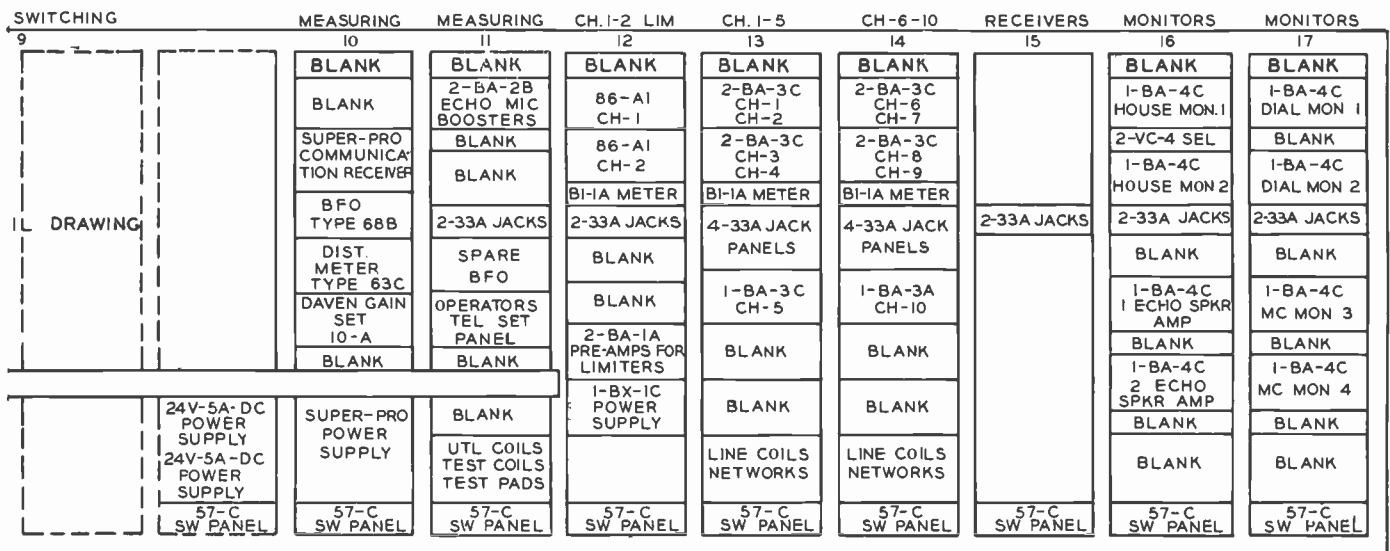 SWITCHING
MEASURING
MEASURING
CH. 1-2 LIM
CH. 1-5
CH-6-10
RECEIVERS
MONITORS
MONITORS
9
10
11
12
13
14
15
16
17
IL DRAWING
24V-5A-DC
POWER
SUPPLY
24V-5A-DC
POWER
SUPPLY
57-C
SW PANEL
BLANK
BLANK
SUPER-PRO
COMMUNICA-
TION RECEIVER
BFO
TYPE 68B
DIST.
METER
TYPE 63C
DAVEN GAIN
SET
10-A
BLANK
SUPER-PRO
POWER
SUPPLY
57-C
SW PANEL
BLANK
2-BA-2B
ECHO MIC
BOOSTERS
BLANK
BLANK
2-33A JACKS
SPARE
BFO
OPERATORS
TEL SET
PANEL
BLANK
BLANK
UTL COILS
TEST COILS
TEST PADS
57-C
SW PANEL
BLANK
86-A1
CH-1
86-A1
CH-2
BI-IA METER
2-33A JACKS
BLANK
BLANK
2-BA-1A
PRE-AMPS FOR
LIMITERS
1-BX-1C
POWER
SUPPLY
57-C
SW PANEL
BLANK
2-BA-3C
CH-1
CH-2
2-BA-3C
CH-3
CH-4
BI-IA METER
4-33A JACK
PANELS
1-BA-3C
CH-5
BLANK
BLANK
LINE COILS
NETWORKS
57-C
SW PANEL
BLANK
2-BA-3C
CH-6
CH-7
2-BA-3C
CH-8
CH-9
BI-IA METER
4-33A JACK
PANELS
1-BA-3A
CH-10
BLANK
BLANK
LINE COILS
NETWORKS
57-C
SW PANEL
2-33A JACKS
57-C
SW PANEL
BLANK
1-BA-4C
HOUSE MON.1
2-VC-4 SEL
1-BA-4C
HOUSE MON 2
2-33A JACKS
BLANK
1-BA-4C
1 ECHO SPKR
AMP
BLANK
1-BA-4C
2 ECHO
SPKR AMP
BLANK
BLANK
57-C
SW PANEL
BLANK
1-BA-4C
DIAL MON 1
BLANK
1-BA-4C
DIAL MON 2
2-33A JACKS
BLANK
1-BA-4C
MC MON 3
BLANK
1-BA-4C
MC MON 4
BLANK
BLANK
57-C
SW PANEL